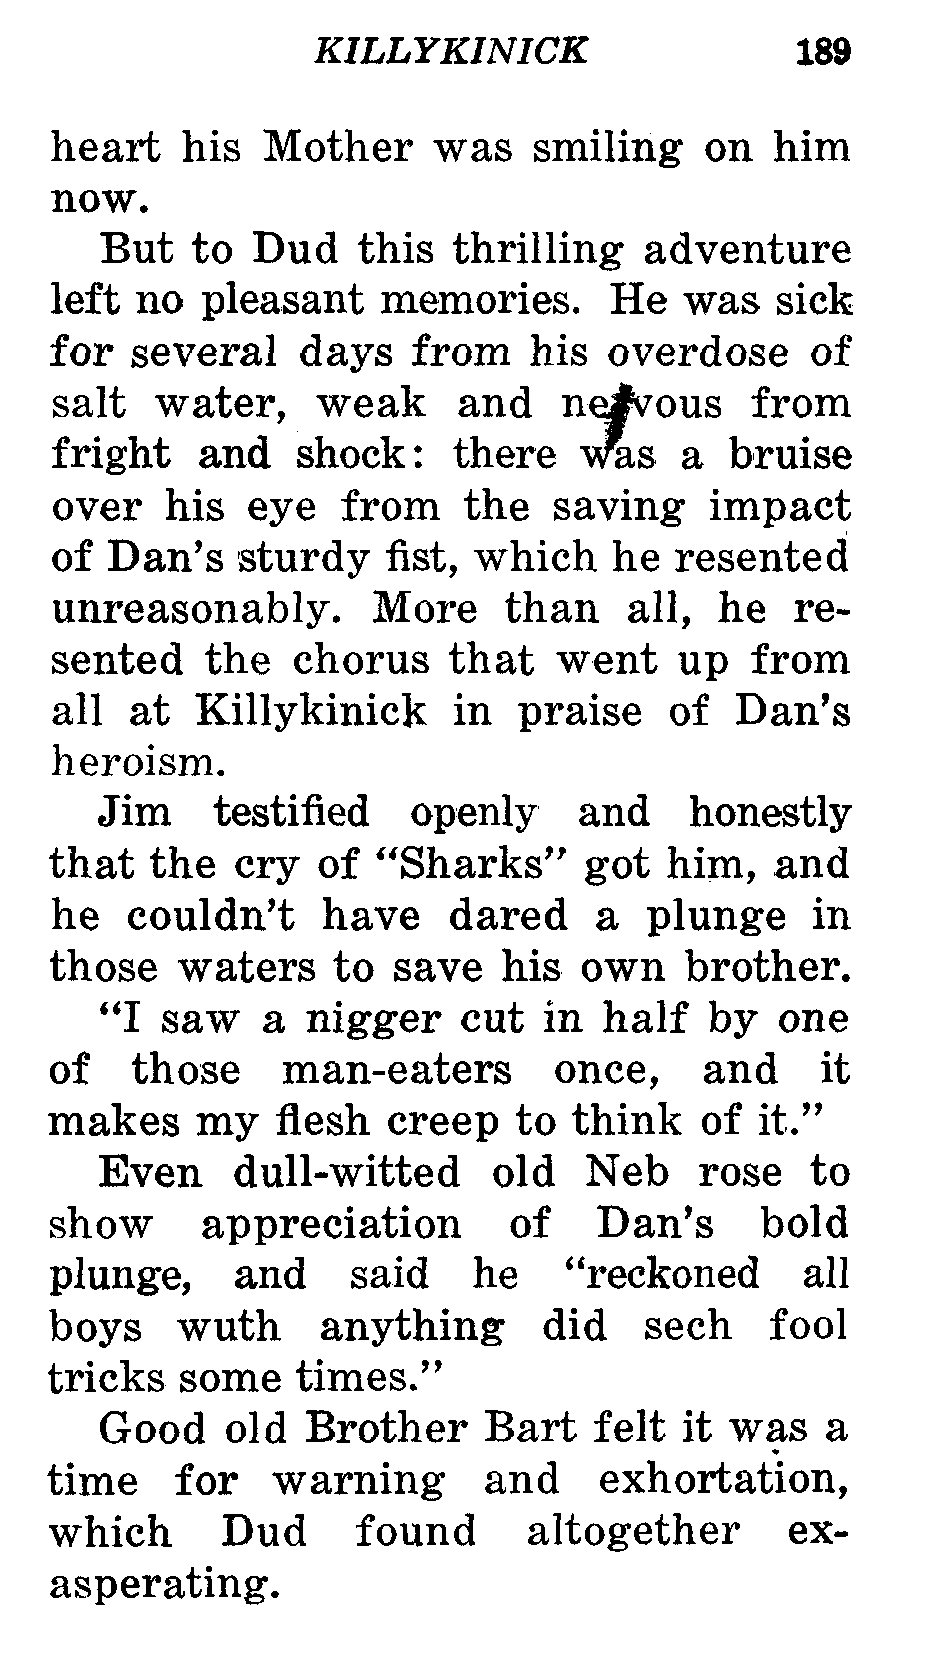 KILLYKINICK 189
heart his Mother was smiling on him
now.
But to Dud this thrilling adventure
left no pleasant memories. He was sick
for several days from his overdose of
salt water, weak and nervous from
fright and shock: there was a bruise
over his eye from the saving impact
of Dan's sturdy fist, which he resented
unreasonably. More than all, he re-
sented the chorus that went up from
all at Killykinick in praise of Dan's
heroism.
Jim testified openly and honestly
that the cry of "Sharks" got him, and
he couldn't have dared a plunge in
those waters to save his own brother.
"I saw a nigger cut in half by one
of those man-eaters once, and it
makes my flesh creep to think of it."
Even dull-witted old Neb rose to
show appreciation of Dan's bold
plunge, and said he "reckoned all
boys wuth anything did sech fool
tricks some times."
Good old Brother Bart felt it was a
time for warning and exhortation,
which Dud found altogether ex-
asperating.